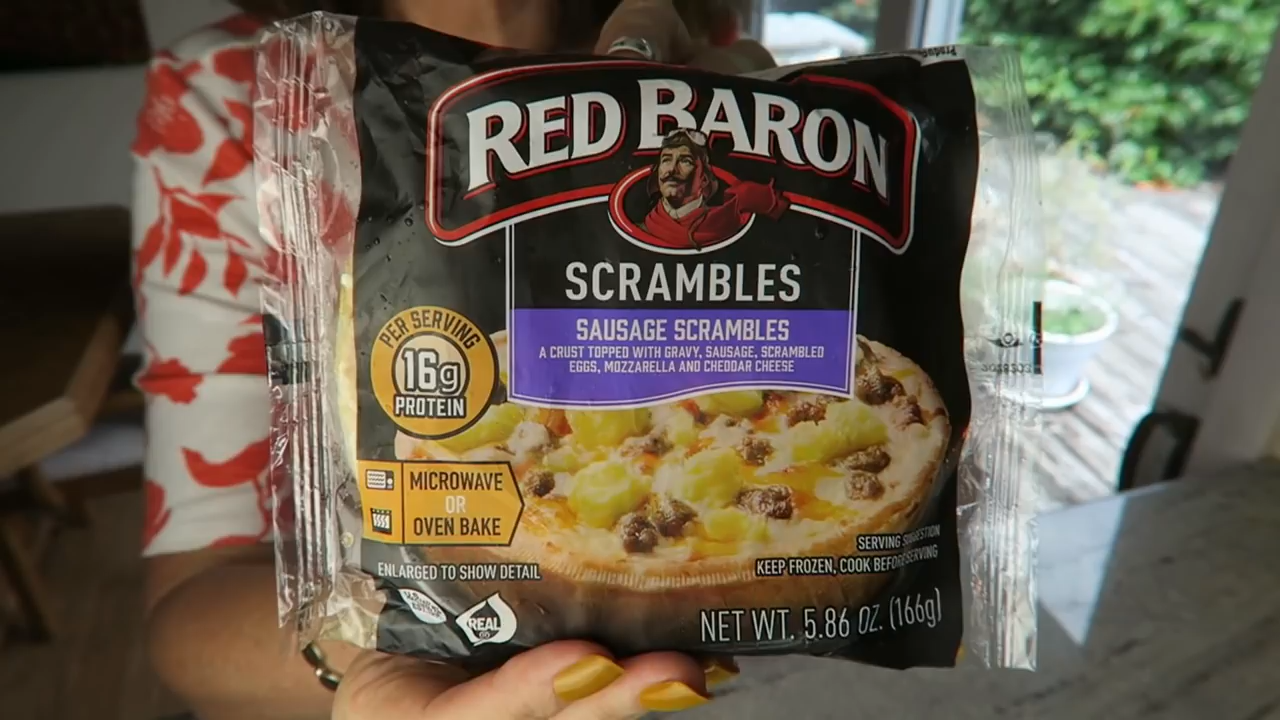 RED BARON
SCRAMBLES
SAUSAGE SCRAMBLES
A CRUST TOPPED WITH GRAVY, SAUSAGE, SCRAMBLED
EGGS, MOZZARELLA AND CHEDDAR CHEESE
PER SERVING
16g
PROTEIN
MICROWAVE
OR
OVEN BAKE
ENLARGED TO SHOW DETAIL
SERVING SUGGESTION
KEEP FROZEN, COOK BEFORE SERVING
REAL
NET WT. 5.86 OZ. (166g)